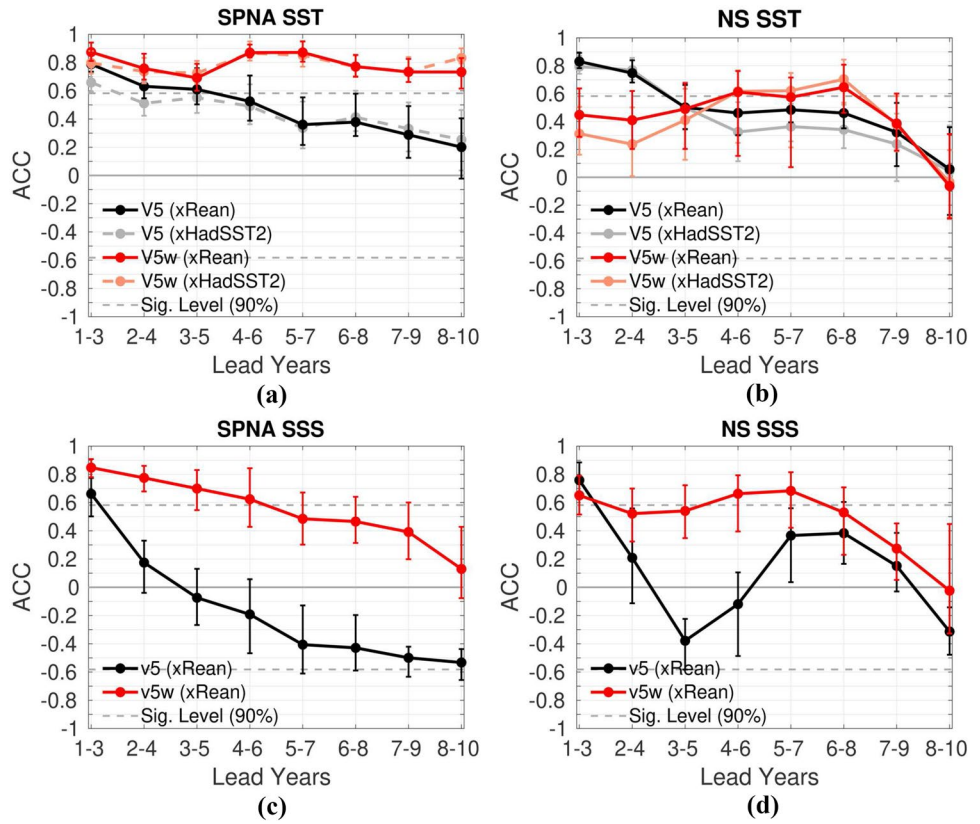 SPNA SST
1
0.8
0.6
0.4
0.2
0
-0.2
-0.4
-0.6
-0.8
-1
ACC
V5 (xRean)
V5 (xHadSST2)
V5w (xRean)
V5w (xHadSST2)
Sig. Level (90%)
1-3 2-4 3-5 4-6 5-7 6-8 7-9 8-10
Lead Years
(a)
NS SST
1
0.8
0.6
0.4
0.2
0
-0.2
-0.4
-0.6
-0.8
-1
ACC
V5 (xRean)
V5 (xHadSST2)
V5w (xRean)
V5w (xHadSST2)
Sig. Level (90%)
1-3 2-4 3-5 4-6 5-7 6-8 7-9 8-10
Lead Years
(b)
SPNA SSS
1
0.8
0.6
0.4
0.2
0
-0.2
-0.4
-0.6
-0.8
-1
ACC
v5 (xRean)
v5w (xRean)
Sig. Level (90%)
1-3 2-4 3-5 4-6 5-7 6-8 7-9 8-10
Lead Years
(c)
NS SSS
1
0.8
0.6
0.4
0.2
0
-0.2
-0.4
-0.6
-0.8
-1
ACC
v5 (xRean)
v5w (xRean)
Sig. Level (90%)
1-3 2-4 3-5 4-6 5-7 6-8 7-9 8-10
Lead Years
(d)